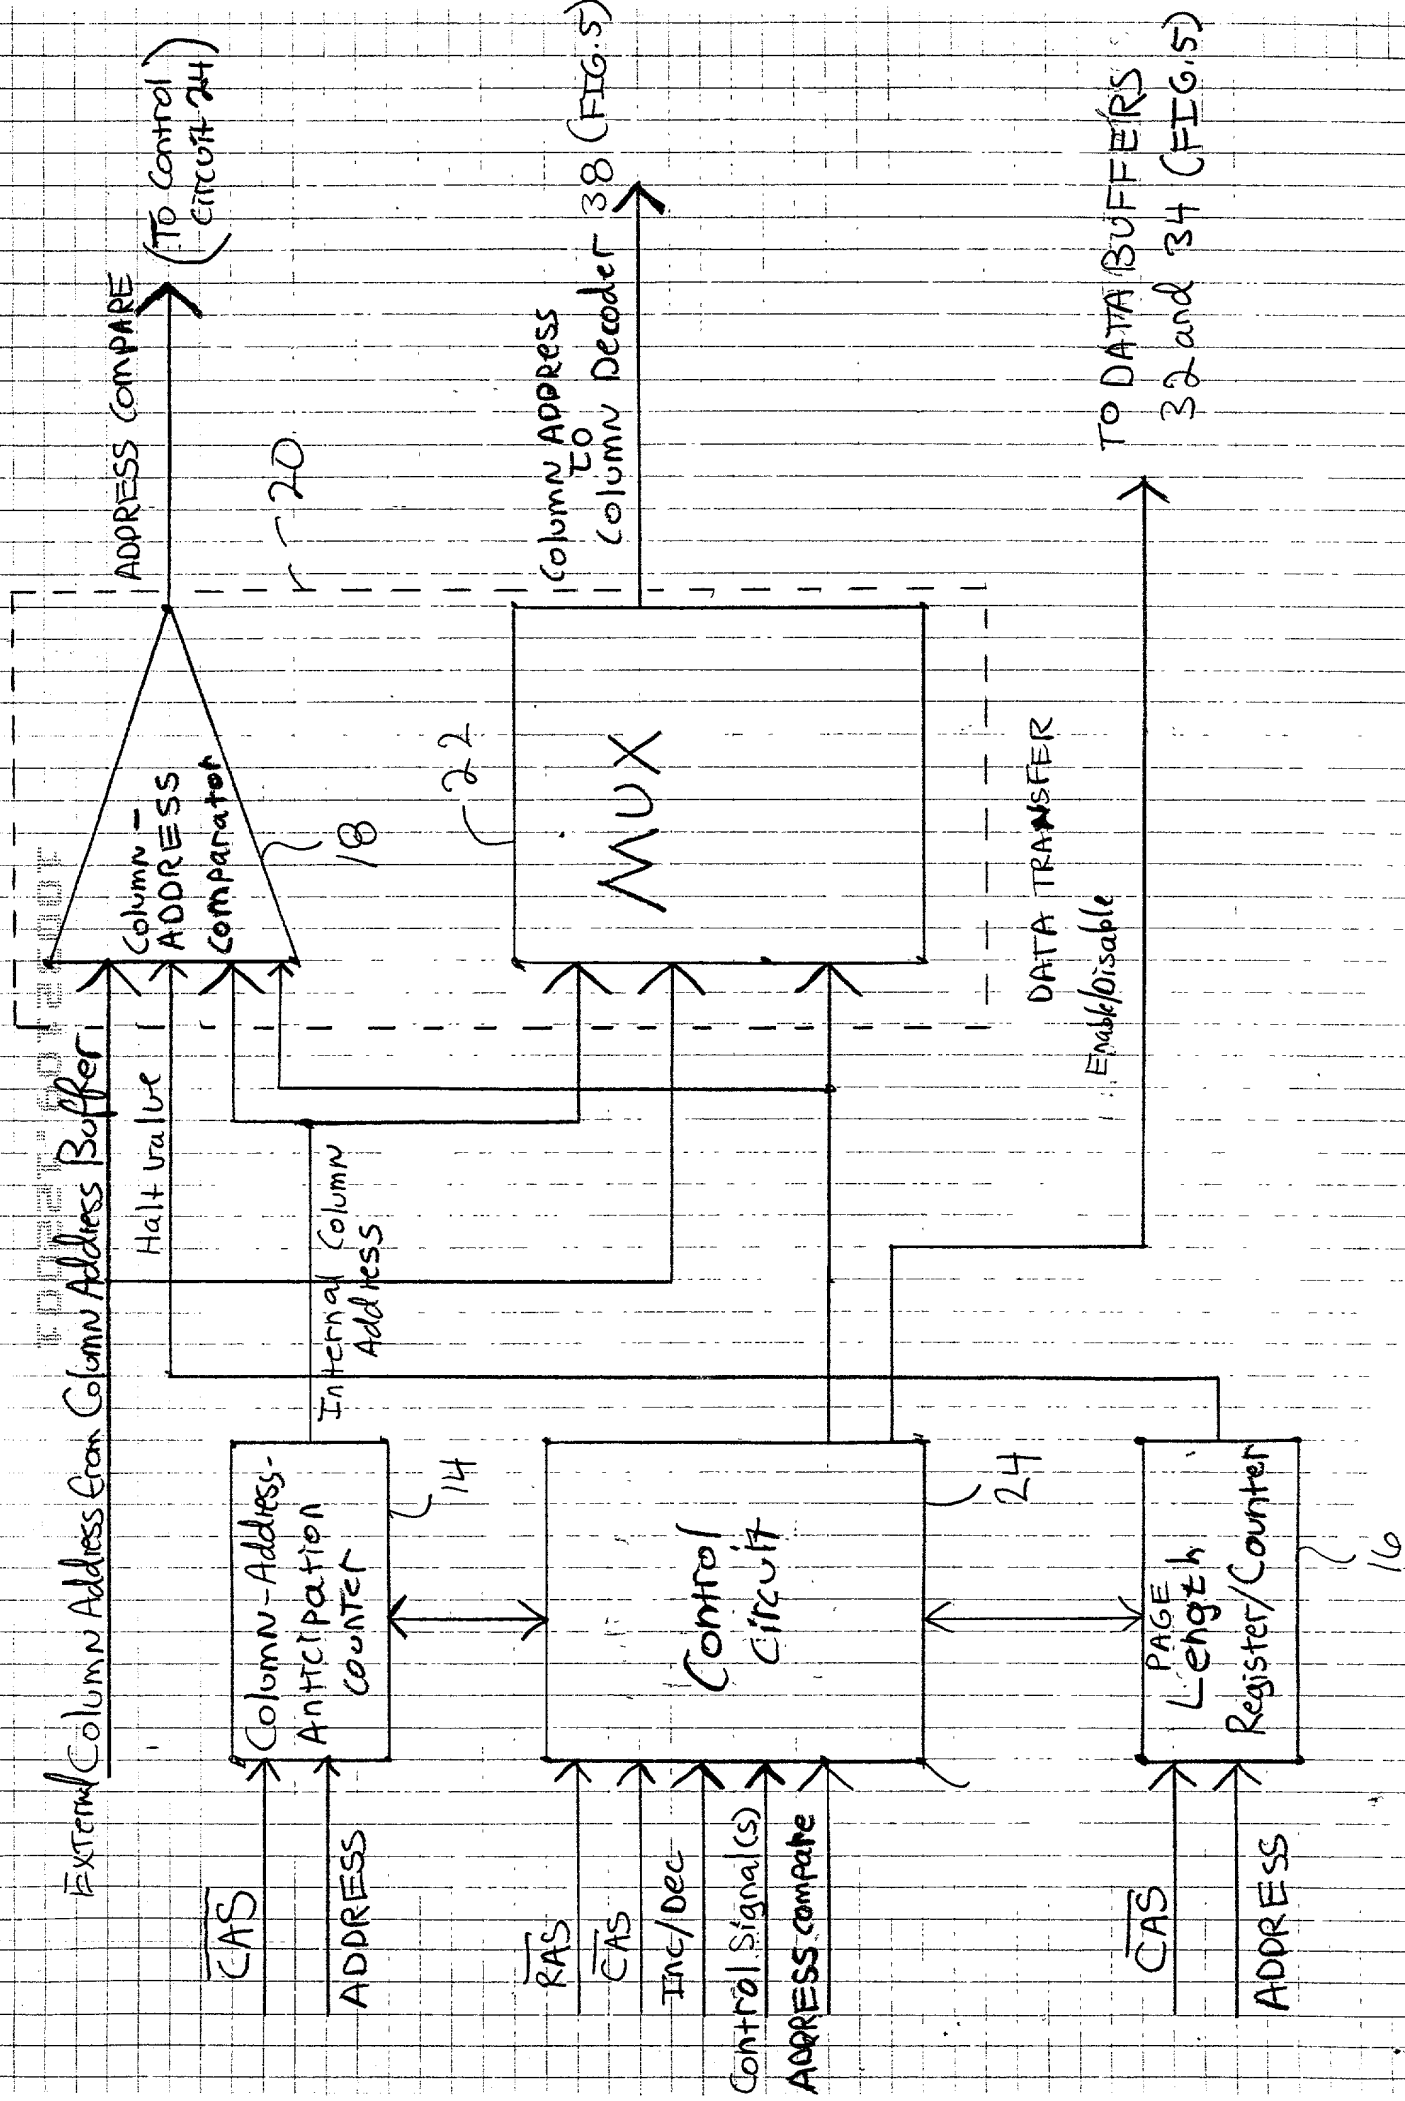 External Column Address from Column Address Buffer
Halt value
Column-
ADDRESS
Comparator
18
ADDRESS COMPARE
(To Control
Circuit 24)
20
CAS
ADDRESS
Column-Address-
Anticipation
Counter
14
Internal Column
Address
22
MUX
Column ADDRESS
TO
Column Decoder 38 (FIG.5)
RAS
CAS
Inc/Dec
Control Signal(s)
ADDRESS Compare
Control
Circuit
24
DATA TRANSFER
Enable/Disable
TO DATA BUFFERS
32 and 34 (FIG.5)
CAS
ADDRESS
PAGE
Length
Register/Counter
16